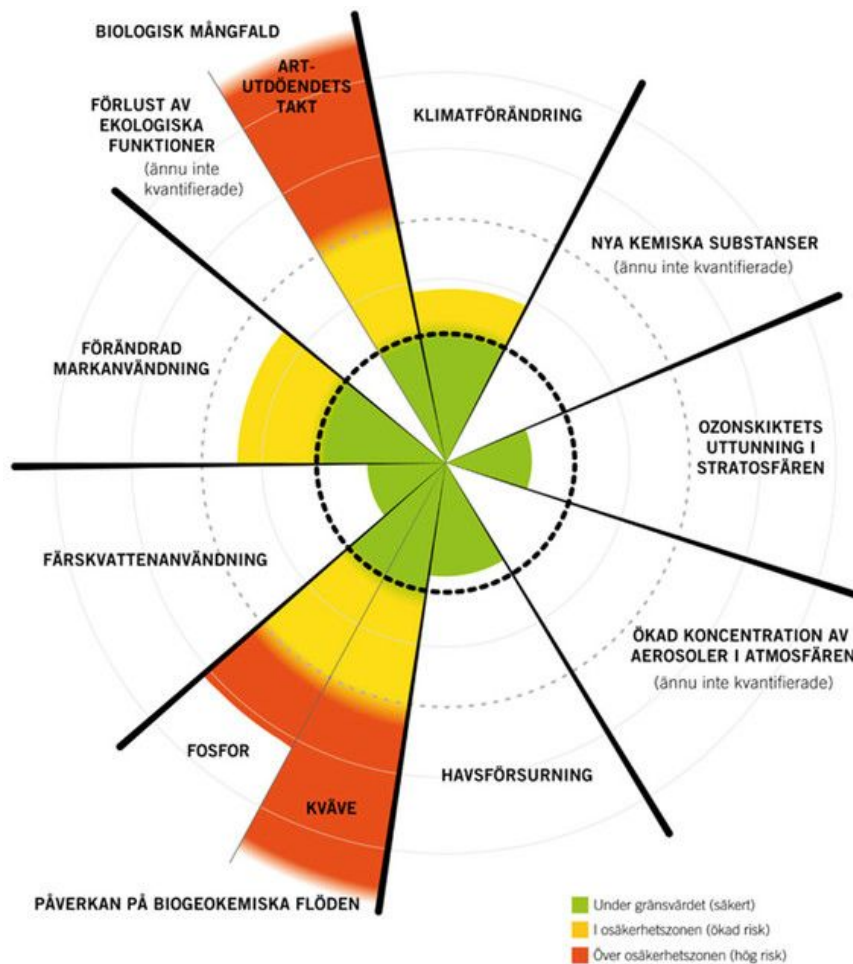 BIOLOGISK MÅNGFALD
ART-
UTDÖENDETS
TAKT
FÖRLUST AV
EKOLOGISKA
FUNKTIONER
(ännu inte
kvantifierade)
KLIMATFÖRÄNDRING
NYA KEMISKA SUBSTANSER
(ännu inte kvantifierade)
FÖRÄNDRAD
MARKANVÄNDNING
OZONSKIKTETS
UTTUNNING I
STRATOSFÄREN
FÄRSKVATTENANVÄNDNING
ÖKAD KONCENTRATION AV
AEROSOLER I ATMOSFÄREN
(ännu inte kvantifierade)
FOSFOR
KVÄVE
HAVSFÖRSURNING
PÅVERKAN PÅ BIOGEOKEMISKA FLÖDEN
Under gränsvärdet (säkert)
I osäkerhetszonen (ökad risk)
Över osäkerhetszonen (hög risk)